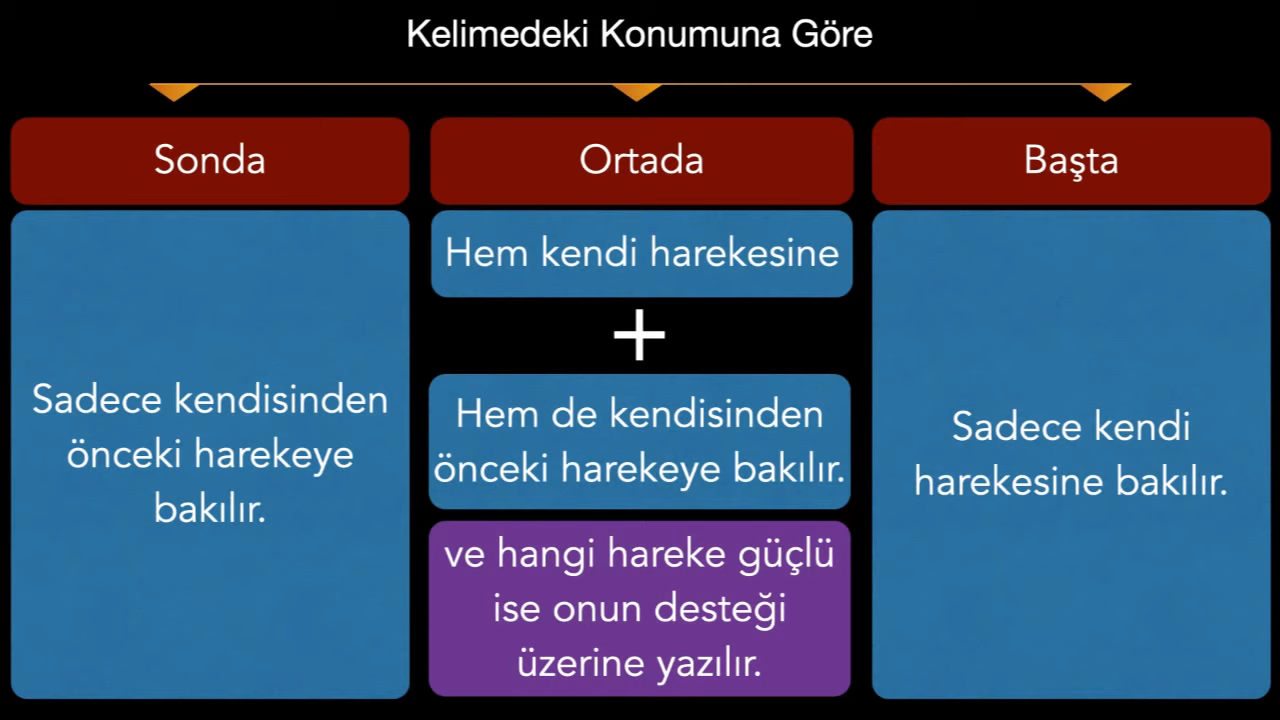 Kelimedeki Konumuna Göre
Sonda
Sadece kendisinden
önceki harekeye
bakılır.
Ortada
Hem kendi harekesine
+
Hem de kendisinden
önceki harekeye bakılır.
ve hangi hareke güçlü
ise onun desteği
üzerine yazılır.
Başta
Sadece kendi
harekesine bakılır.